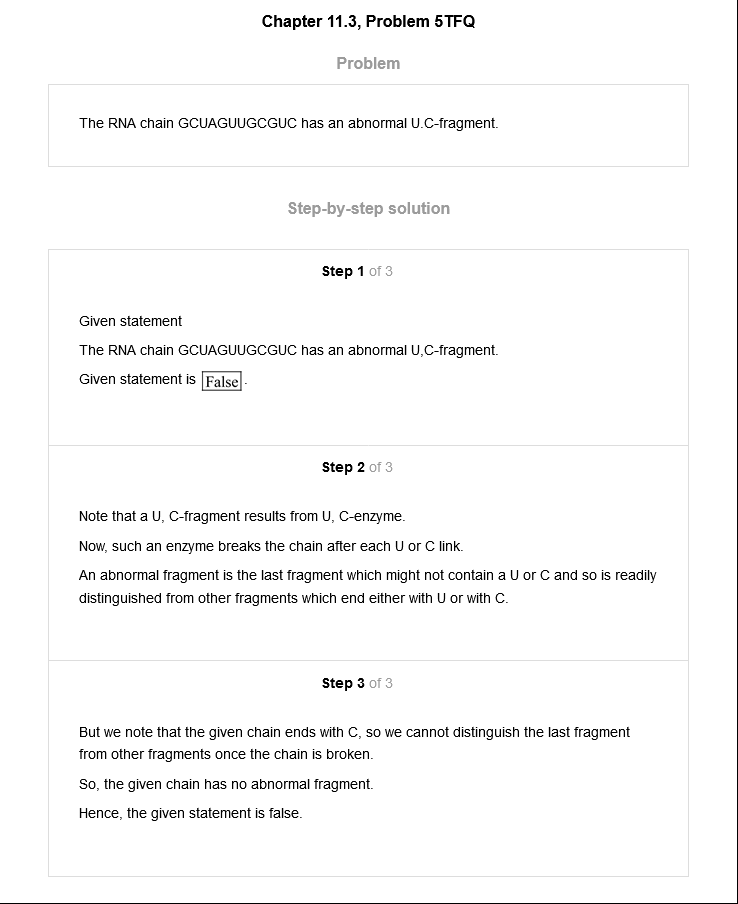 Chapter 11.3, Problem 5TFQ
Problem
The RNA chain GCUAGUUGCGUC has an abnormal U.C-fragment.
Step-by-step solution
Step 1 of 3
Given statement
The RNA chain GCUAGUUGCGUC has an abnormal U,C-fragment.
Given statement is False.
Step 2 of 3
Note that a U, C-fragment results from U, C-enzyme.
Now, such an enzyme breaks the chain after each U or C link.
An abnormal fragment is the last fragment which might not contain a U or C and so is readily
distinguished from other fragments which end either with U or with C.
Step 3 of 3
But we note that the given chain ends with C, so we cannot distinguish the last fragment
from other fragments once the chain is broken.
So, the given chain has no abnormal fragment.
Hence, the given statement is false.